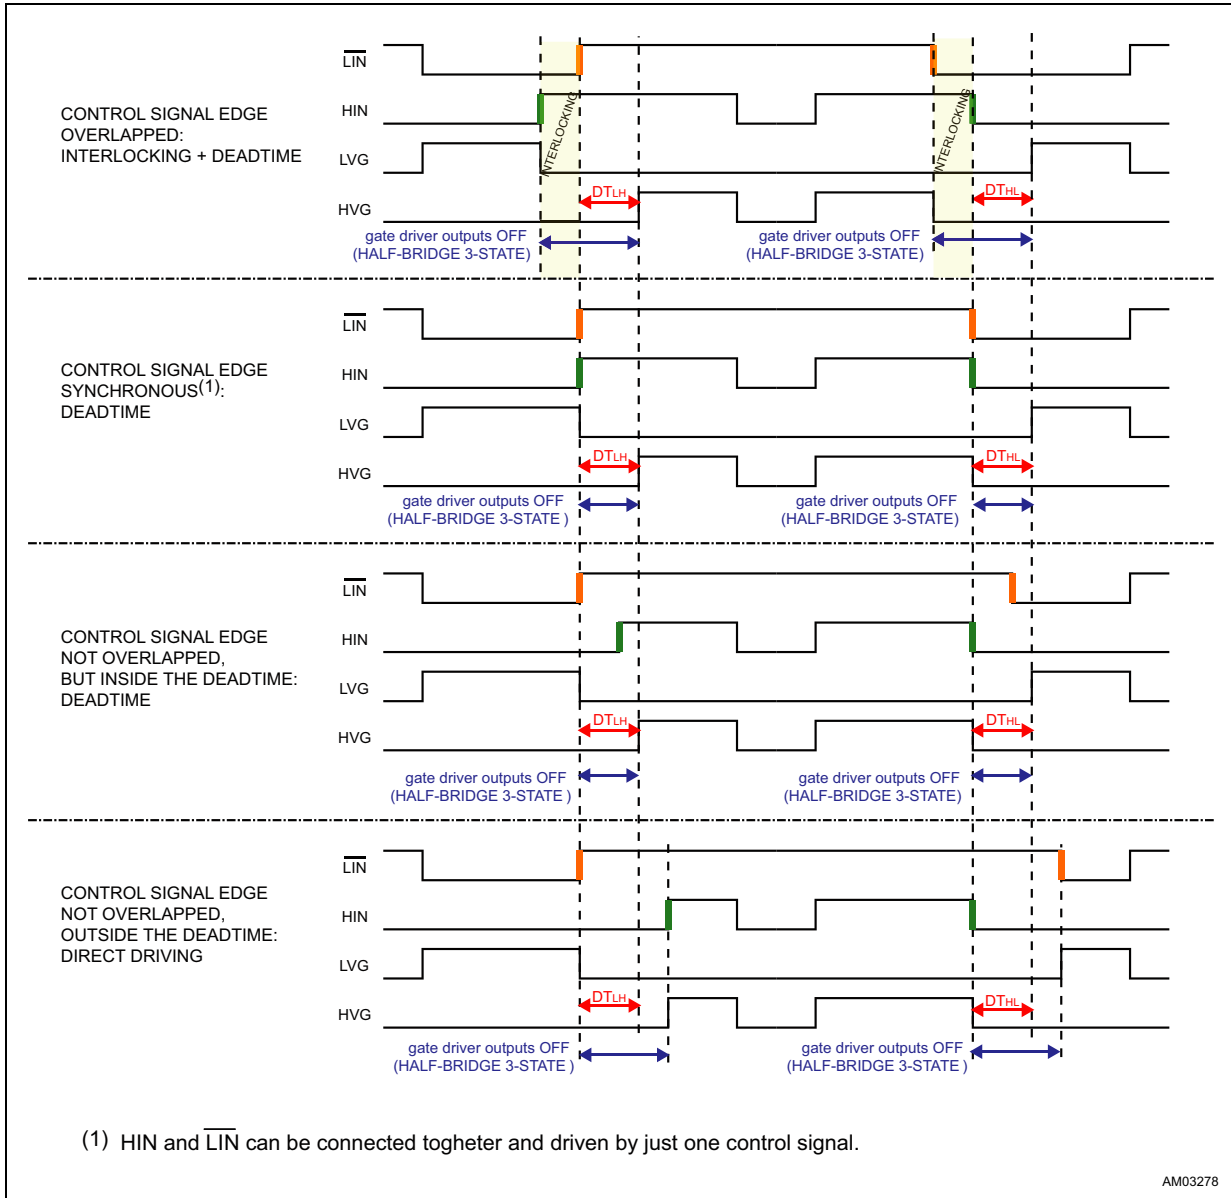 LIN
CONTROL SIGNAL EDGE
OVERLAPPED:
INTERLOCKING + DEADTIME
HIN
LVG
HVG
INTERLOCKING
INTERLOCKING
DTLH
DTHL
gate driver outputs OFF
(HALF-BRIDGE 3-STATE)
gate driver outputs OFF
(HALF-BRIDGE 3-STATE)
LIN
CONTROL SIGNAL EDGE
SYNCHRONOUS(1):
DEADTIME
HIN
LVG
HVG
DTLH
DTHL
gate driver outputs OFF
(HALF-BRIDGE 3-STATE )
gate driver outputs OFF
(HALF-BRIDGE 3-STATE)
LIN
CONTROL SIGNAL EDGE
NOT OVERLAPPED,
BUT INSIDE THE DEADTIME:
DEADTIME
HIN
LVG
HVG
DTLH
DTHL
gate driver outputs OFF
(HALF-BRIDGE 3-STATE )
gate driver outputs OFF
(HALF-BRIDGE 3-STATE)
LIN
CONTROL SIGNAL EDGE
NOT OVERLAPPED,
OUTSIDE THE DEADTIME:
DIRECT DRIVING
HIN
LVG
HVG
DTLH
DTHL
gate driver outputs OFF
(HALF-BRIDGE 3-STATE )
gate driver outputs OFF
(HALF-BRIDGE 3-STATE )
(1) HIN and LIN can be connected togheter and driven by just one control signal.
AM03278